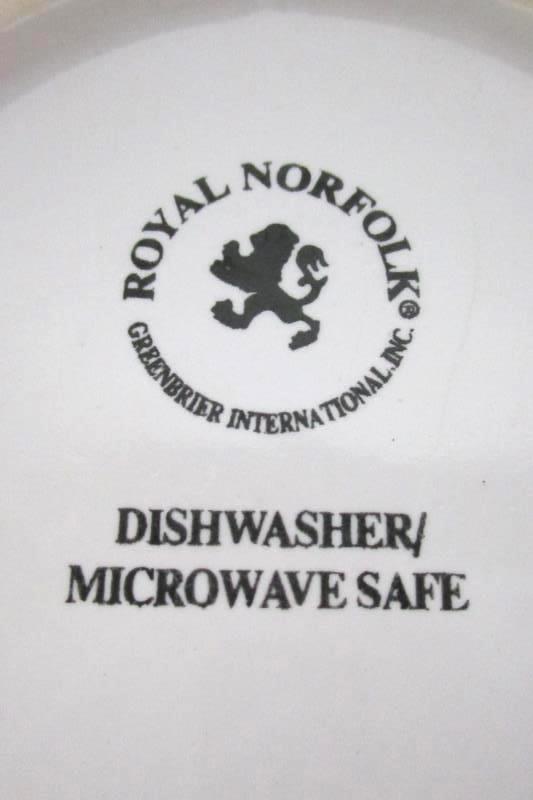 ROYAL NORFOLK®
GREENBRIER INTERNATIONAL, INC.
DISHWASHER/
MICROWAVE SAFE